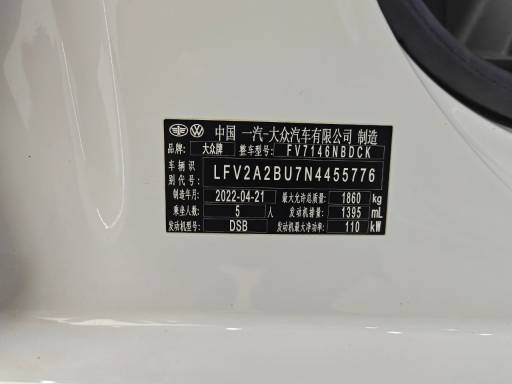 中国 一汽-大众汽车有限公司 制造
品牌: 大众牌 整车型号: FV7146NBDCK
车辆识别代号: LFV2A2BU7N4455776
制造年月: 2022-04-21 最大允许总质量: 1860 kg
乘坐人数: 5 人 发动机排量: 1395 mL
发动机型号: DSB 发动机最大净功率: 110 kW